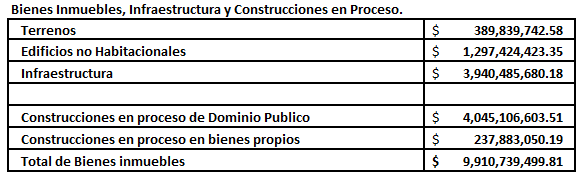 Bienes Inmuebles, Infraestructura y Construcciones en Proceso.
Terrenos $ 389,839,742.58
Edificios no Habitacionales $ 1,297,424,423.35
Infraestructura $ 3,940,485,680.18
Construcciones en proceso de Dominio Publico $ 4,045,106,603.51
Construcciones en proceso en bienes propios $ 237,883,050.19
Total de Bienes inmuebles $ 9,910,739,499.81